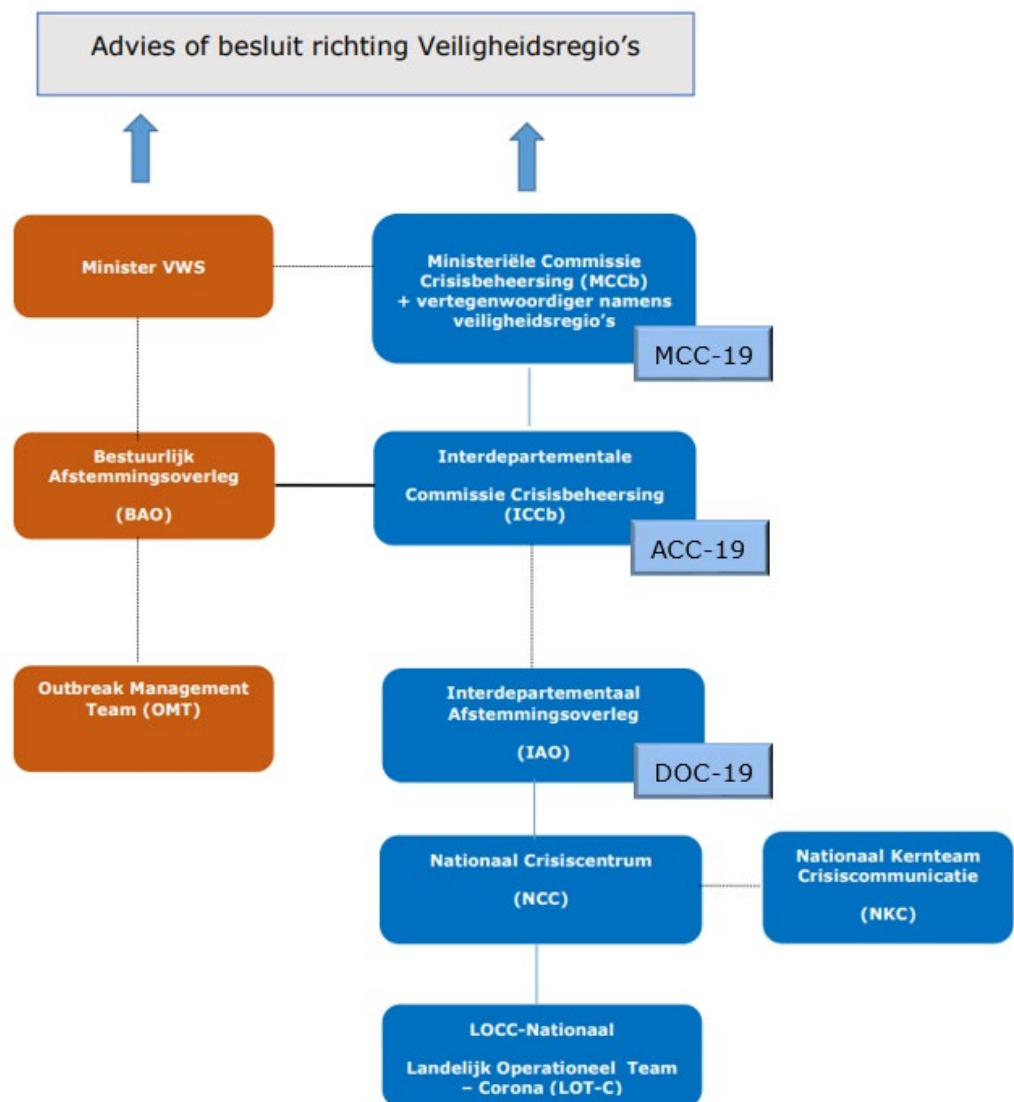 Advies of besluit richting Veiligheidsregio's
Minister VWS
Ministeriële Commissie
Crisisbeheersing (MCCb)
+ vertegenwoordiger namens
veiligheidsregio's
MCC-19
Bestuurlijk
Afstemmingsoverleg
(BAO)
Interdepartementale
Commissie Crisisbeheersing
(ICCb)
ACC-19
Outbreak Management
Team (OMT)
Interdepartementaal
Afstemmingsoverleg
(IAO)
DOC-19
Nationaal Crisiscentrum
(NCC)
Nationaal Kernteam
Crisiscommunicatie
(NKC)
LOCC-Nationaal
Landelijk Operationeel Team
– Corona (LOT-C)